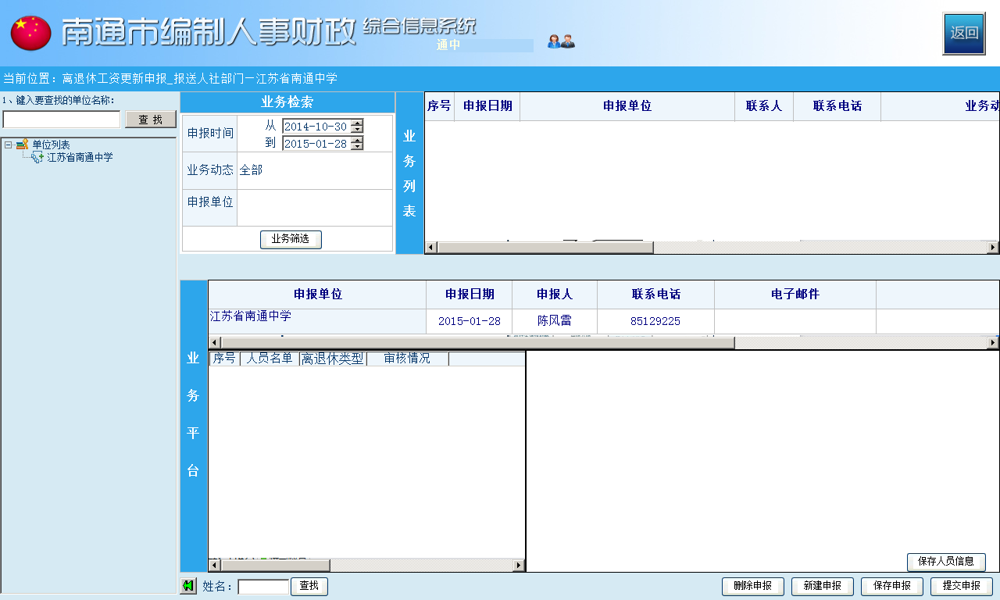 南通市编制人事财政 综合信息系统
通中
返回
当前位置：离退休工资更新申报_报送人社部门—江苏省南通中学
1、键入要查找的单位名称:
查 找
单位列表
江苏省南通中学
业务检索
申报时间 从 2014-10-30
到 2015-01-28
业务动态 全部
申报单位
业务筛选
业务列表
序号 申报日期 申报单位 联系人 联系电话 业务动
业务平台
申报单位 申报日期 申报人 联系电话 电子邮件
江苏省南通中学 2015-01-28 陈风雷 85129225
序号 人员名单 离退休类型 审核情况
保存人员信息
姓名： 查找 删除申报 新建申报 保存申报 提交申报